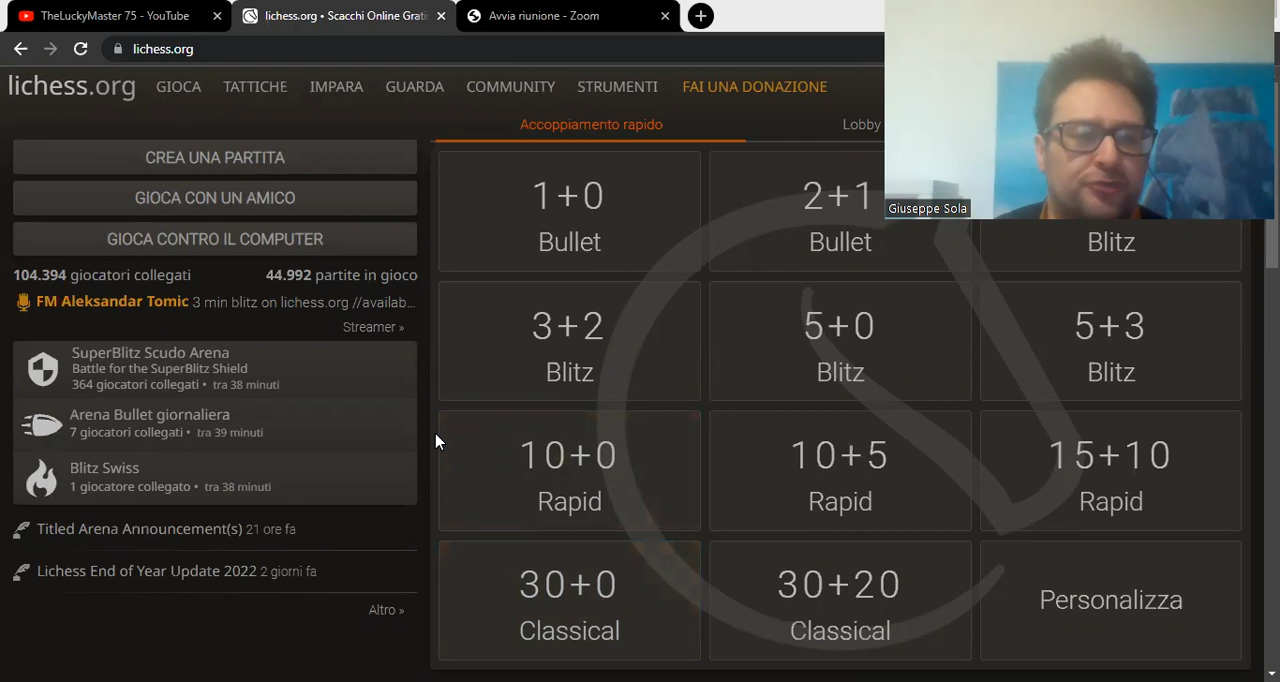 TheLuckyMaster 75 - YouTube
lichess.org • Scacchi Online Grati
Avvia riunione - Zoom
lichess.org
lichess.org
GIOCA
TATTICHE
IMPARA
GUARDA
COMMUNITY
STRUMENTI
FAI UNA DONAZIONE
Accoppiamento rapido
Lobby
CREA UNA PARTITA
GIOCA CON UN AMICO
GIOCA CONTRO IL COMPUTER
104.394 giocatori collegati
44.992 partite in gioco
FM Aleksandar Tomic 3 min blitz on lichess.org //availab...
Streamer »
SuperBlitz Scudo Arena
Battle for the SuperBlitz Shield
364 giocatori collegati • tra 38 minuti
Arena Bullet giornaliera
7 giocatori collegati • tra 39 minuti
Blitz Swiss
1 giocatore collegato • tra 38 minuti
Titled Arena Announcement(s) 21 ore fa
Lichess End of Year Update 2022 2 giorni fa
Altro »
1+0
Bullet
2+1
Bullet
Blitz
3+2
Blitz
5+0
Blitz
5+3
Blitz
10+0
Rapid
10+5
Rapid
15+10
Rapid
30+0
Classical
30+20
Classical
Personalizza
Giuseppe Sola